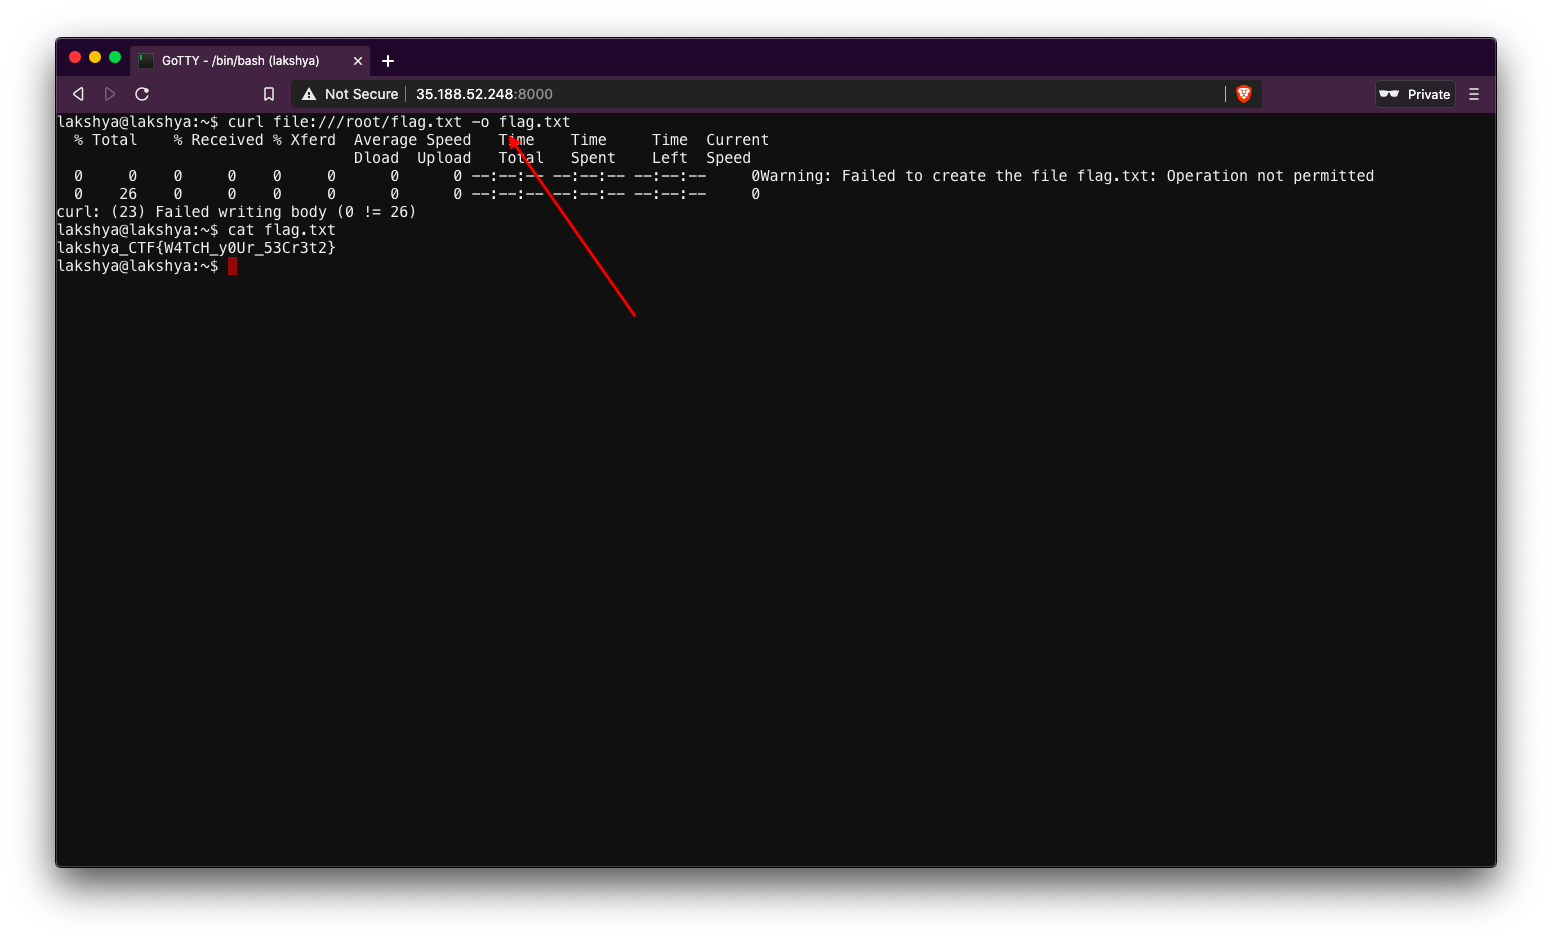 GoTTY - /bin/bash (lakshya)
Not Secure 35.188.52.248:8000 Private
lakshya@lakshya:~$ curl file:///root/flag.txt -o flag.txt
% Total % Received % Xferd Average Speed Time Time Time Current
Dload Upload Total Spent Left Speed
0 0 0 0 0 0 0 0 --:--:-- --:--:-- --:--:-- 0Warning: Failed to create the file flag.txt: Operation not permitted
0 26 0 0 0 0 0 0 --:--:-- --:--:-- --:--:-- 0
curl: (23) Failed writing body (0 != 26)
lakshya@lakshya:~$ cat flag.txt
lakshya_CTF{W4TcH_y0Ur_53Cr3t2}
lakshya@lakshya:~$